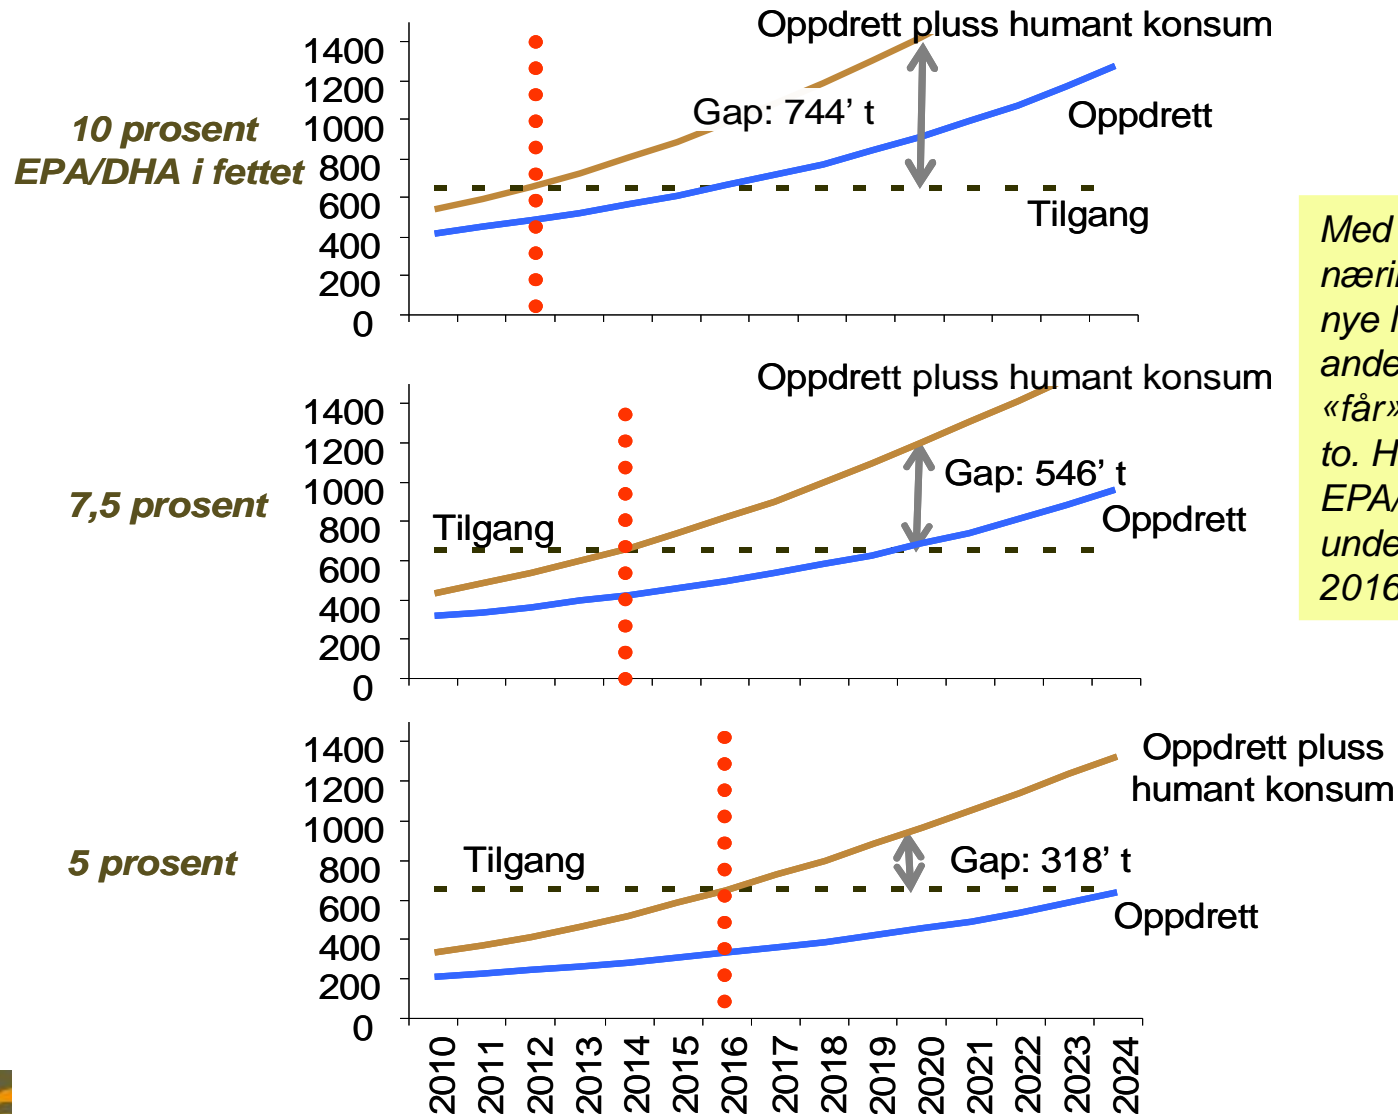 Oppdrett pluss humant konsum
1400
1200
1000
800
600
400
200
0
10 prosent
EPA/DHA i fettet
Gap: 744' t
Oppdrett
Tilgang
Med
nye
«får»
to.
2016
Oppdrett pluss humant konsum
1400
1200
1000
800
600
400
200
0
7,5 prosent
Tilgang
Gap: 546' t
Oppdrett
1400
1200
1000
800
600
400
200
0
5 prosent
Tilgang
Oppdrett pluss
humant konsum
Gap: 318' t
Oppdrett
2010
2011
2012
2013
2014
2015
2016
2017
2018
2019
2020
2021
2022
2023
2024